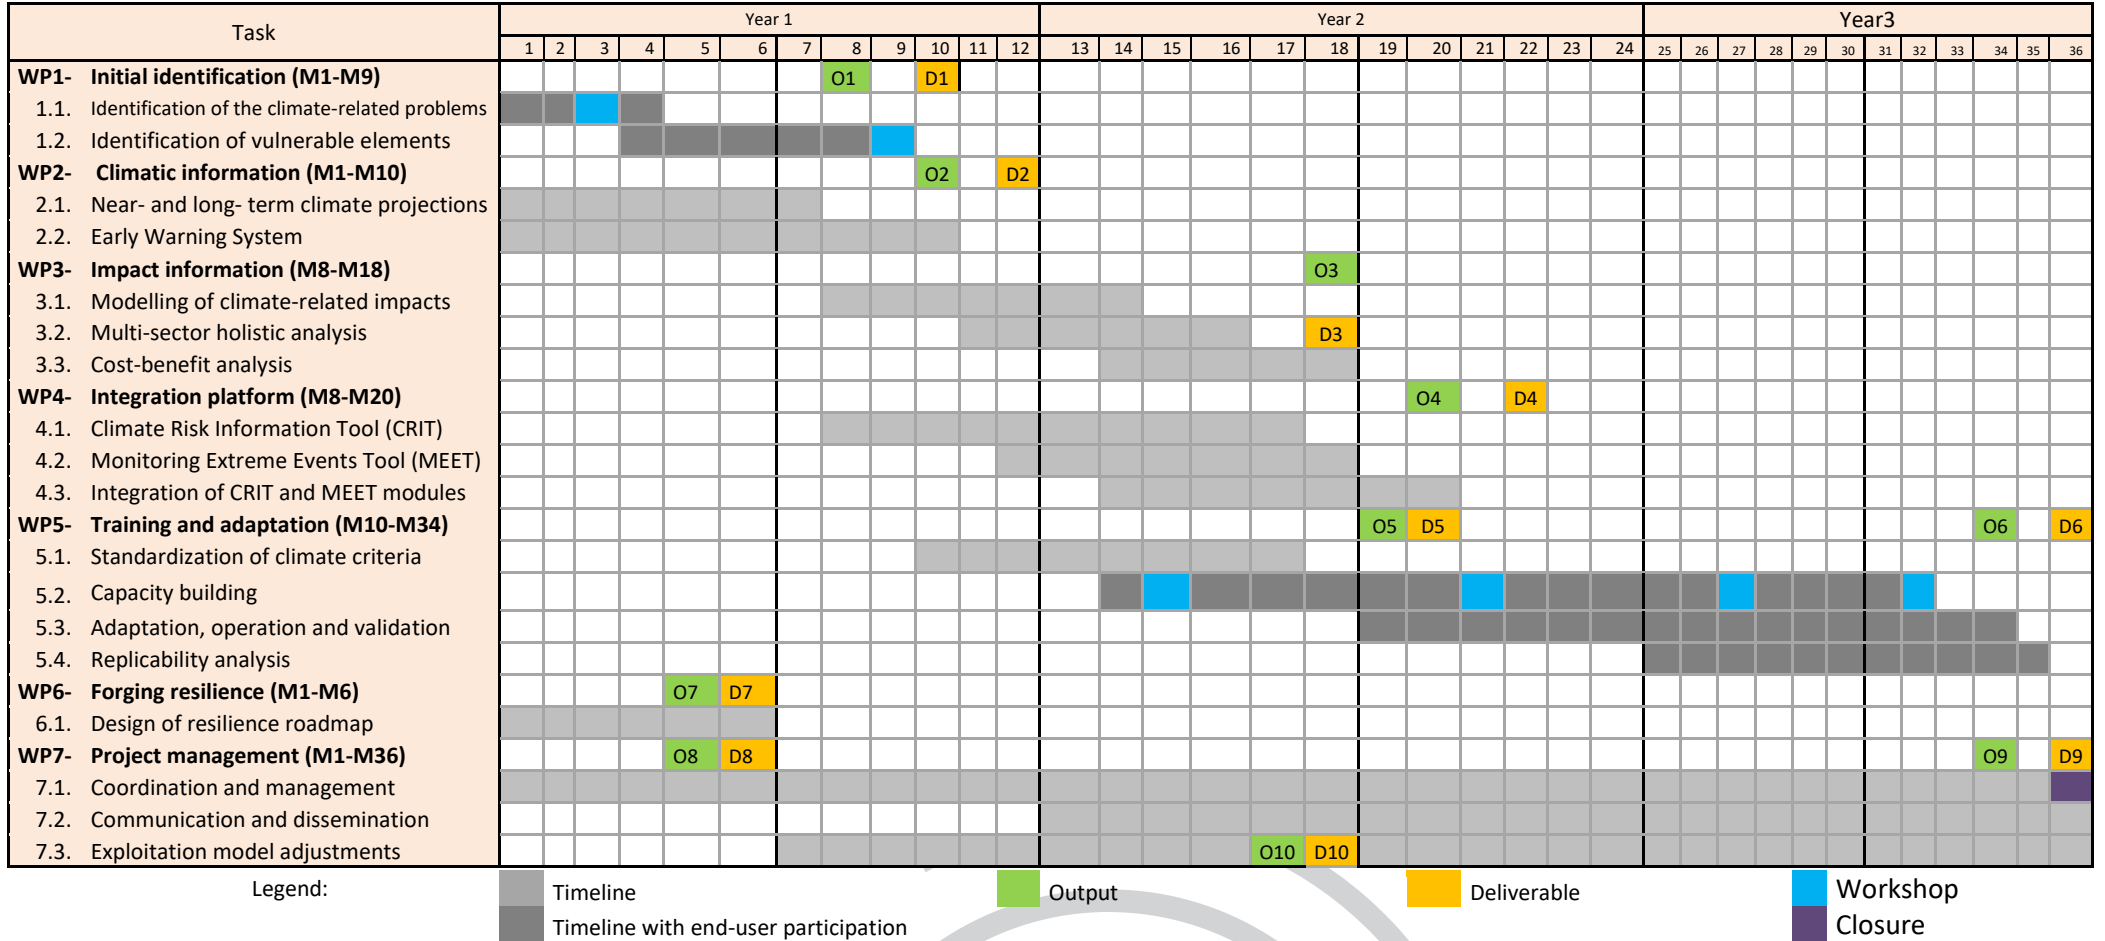 Task Year 1 Year 2 Year3
1 2 3 4 5 6 7 8 9 10 11 12 13 14 15 16 17 18 19 20 21 22 23 24 25 26 27 28 29 30 31 32 33 34 35 36
WP1- Initial identification (M1-M9) O1 D1
1.1. Identification of the climate-related problems
1.2. Identification of vulnerable elements
WP2- Climatic information (M1-M10) O2 D2
2.1. Near- and long- term climate projections
2.2. Early Warning System
WP3- Impact information (M8-M18) O3
3.1. Modelling of climate-related impacts
3.2. Multi-sector holistic analysis D3
3.3. Cost-benefit analysis
WP4- Integration platform (M8-M20) O4 D4
4.1. Climate Risk Information Tool (CRIT)
4.2. Monitoring Extreme Events Tool (MEET)
4.3. Integration of CRIT and MEET modules
WP5- Training and adaptation (M10-M34) O5 D5 O6 D6
5.1. Standardization of climate criteria
5.2. Capacity building
5.3. Adaptation, operation and validation
5.4. Replicability analysis
WP6- Forging resilience (M1-M6) O7 D7
6.1. Design of resilience roadmap
WP7- Project management (M1-M36) O8 D8 O9 D9
7.1. Coordination and management
7.2. Communication and dissemination
7.3. Exploitation model adjustments O10 D10
Legend: Timeline Output Deliverable Workshop
Timeline with end-user participation Closure